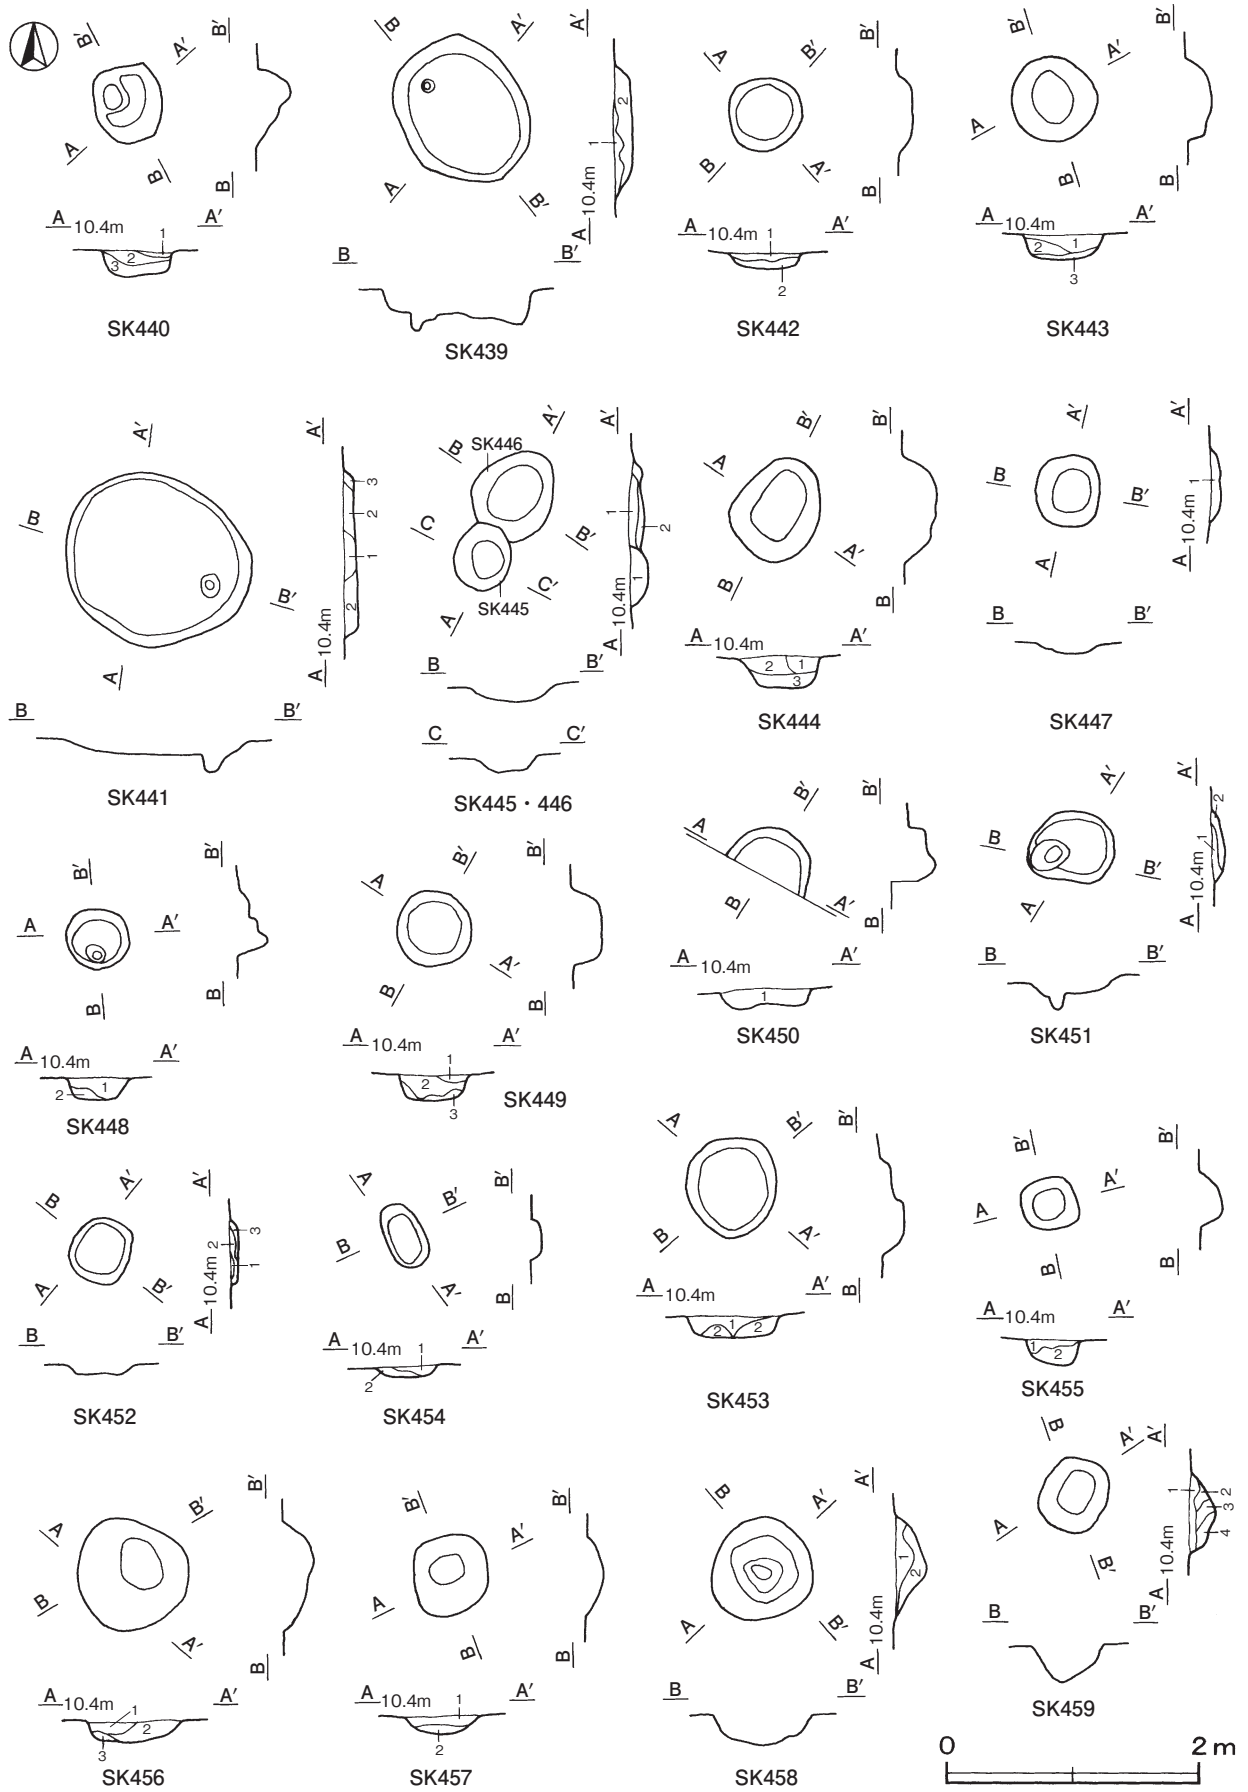 B B'
A A'
A 10.4m A'
1 2 3
SK440
B B'
A A'
A 10.4m A'
1 2
B B'
SK439
A A'
B B'
A 10.4m A'
1
2
SK442
B B'
A A'
A 10.4m A'
1 2
3
SK443
A A'
B B'
A 10.4m A'
3
2
1
2
B B'
SK441
SK446
A A'
B B'
C C'
SK445
A 10.4m A'
1
2
1
B B'
C C'
SK445・446
A A'
B B'
A 10.4m A'
2 1
3
SK444
A A'
B B'
A 10.4m A'
1
B B'
SK447
B B'
A A'
A 10.4m A'
1
2
SK448
A A'
B B'
A 10.4m A'
1
2
3
SK449
A A'
B B'
A 10.4m A'
1
SK450
A A'
B B'
A 10.4m A'
2
1
B B'
SK451
A A'
B B'
A 10.4m A'
3
2
1
B B'
SK452
A A'
B B'
A 10.4m A'
1
2
SK454
A A'
B B'
A 10.4m A'
2 1 2
SK453
B B'
A A'
A 10.4m A'
1 2
SK455
A A'
B B'
A 10.4m A'
1
2
3
SK456
B B'
A A'
A 10.4m A'
1
2
SK457
A A'
B B'
A 10.4m A'
1
2
B B'
SK458
A A'
B B'
A 10.4m A'
1 2
3
4
B B'
SK459
0 2 m